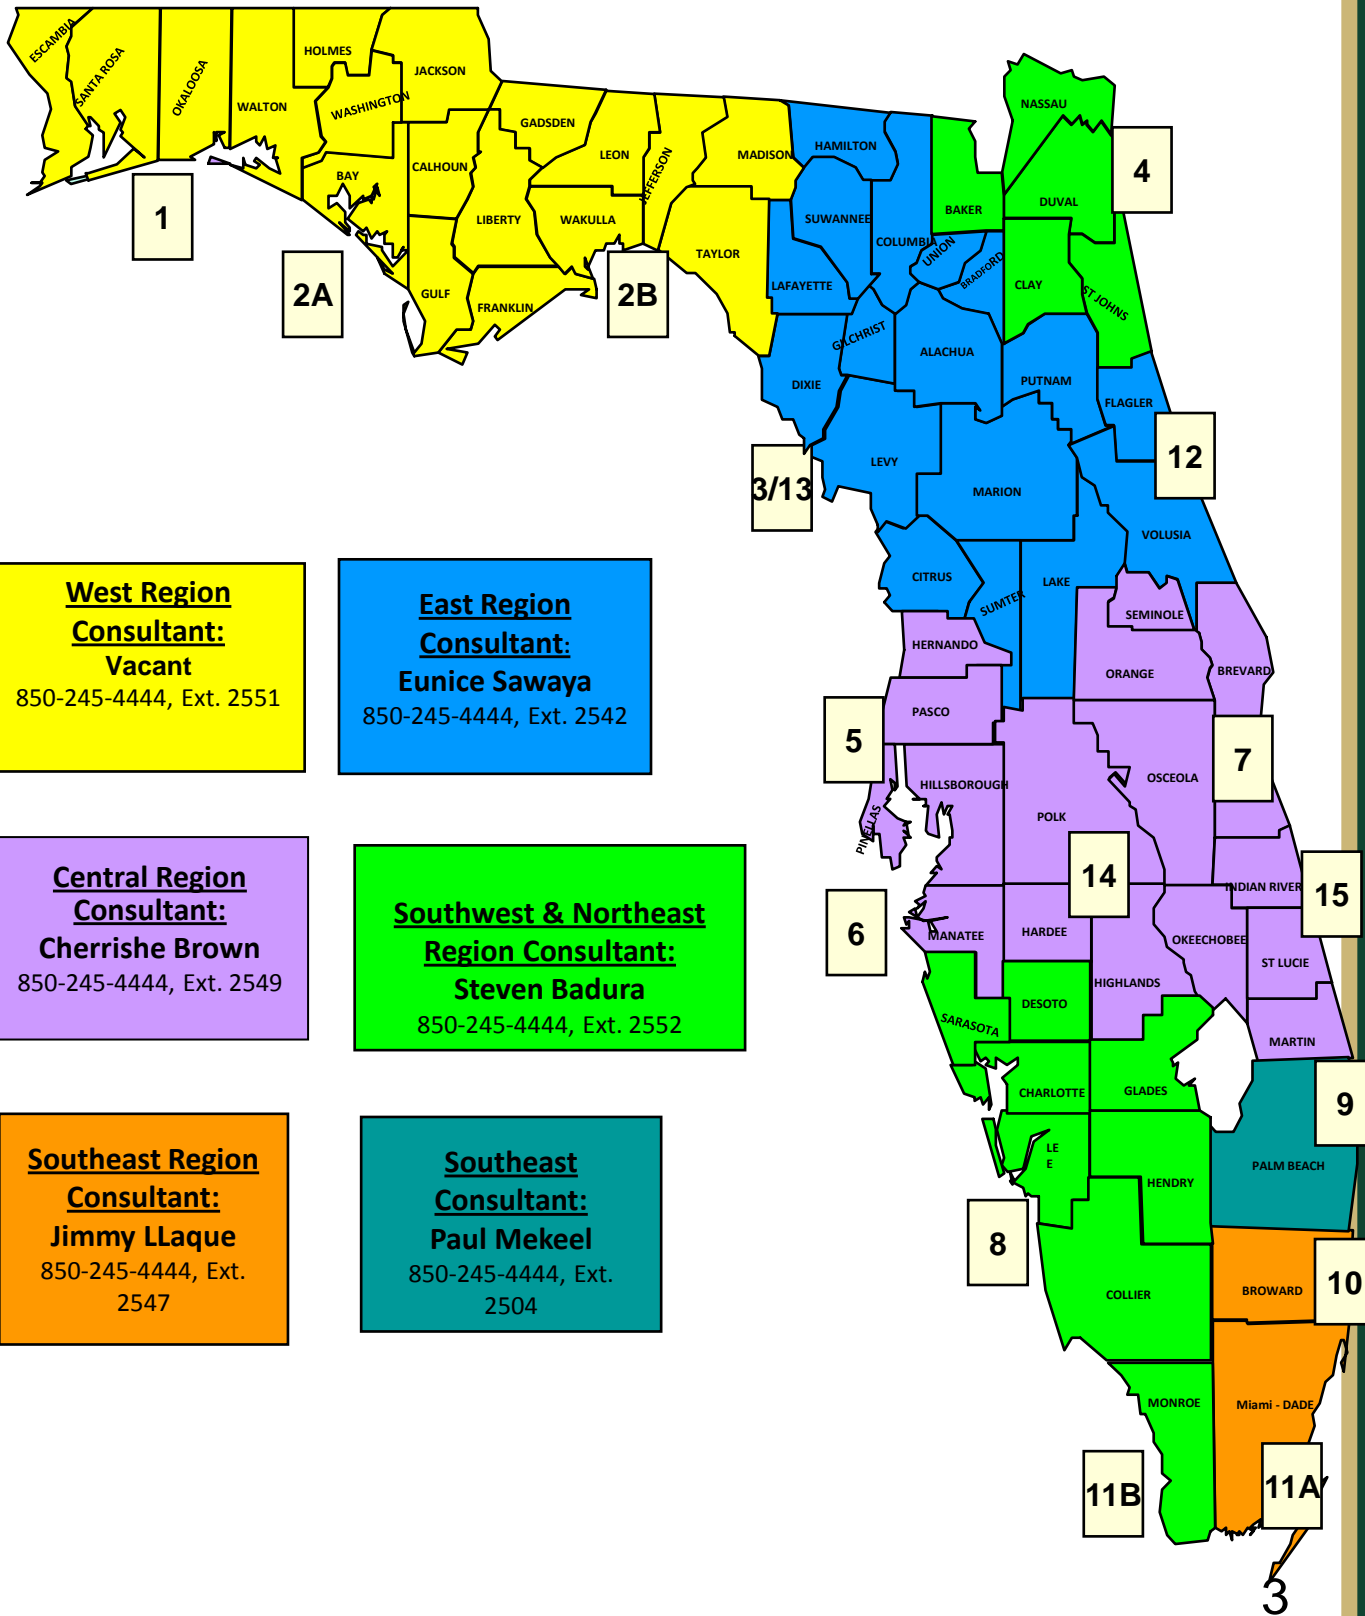 ESCAMBIA
SANTA ROSA
OKALOOSA
WALTON
HOLMES
WASHINGTON
JACKSON
BAY
CALHOUN
GULF
GADSDEN
LIBERTY
FRANKLIN
LEON
WAKULLA
JEFFERSON
MADISON
TAYLOR
HAMILTON
SUWANNEE
LAFAYETTE
COLUMBIA
BAKER
NASSAU
DUVAL
UNION
BRADFORD
CLAY
ST JOHNS
GILCHRIST
DIXIE
ALACHUA
PUTNAM
FLAGLER
LEVY
MARION
VOLUSIA
CITRUS
SUMTER
LAKE
SEMINOLE
HERNANDO
ORANGE
BREVARD
PASCO
PINELLAS
HILLSBOROUGH
POLK
OSCEOLA
INDIAN RIVER
MANATEE
HARDEE
HIGHLANDS
OKEECHOBEE
ST LUCIE
MARTIN
SARASOTA
DESOTO
CHARLOTTE
GLADES
LE
E
HENDRY
PALM BEACH
COLLIER
BROWARD
MONROE
Miami - DADE
1
2A
2B
3/13
4
12
5
7
14
6
15
9
8
10
11B
11A
West Region
Consultant:
Vacant
850-245-4444, Ext. 2551
East Region
Consultant:
Eunice Sawaya
850-245-4444, Ext. 2542
Central Region
Consultant:
Cherrishe Brown
850-245-4444, Ext. 2549
Southwest & Northeast
Region Consultant:
Steven Badura
850-245-4444, Ext. 2552
Southeast Region
Consultant:
Jimmy LLaque
850-245-4444, Ext.
2547
Southeast
Consultant:
Paul Mekeel
850-245-4444, Ext.
2504
3